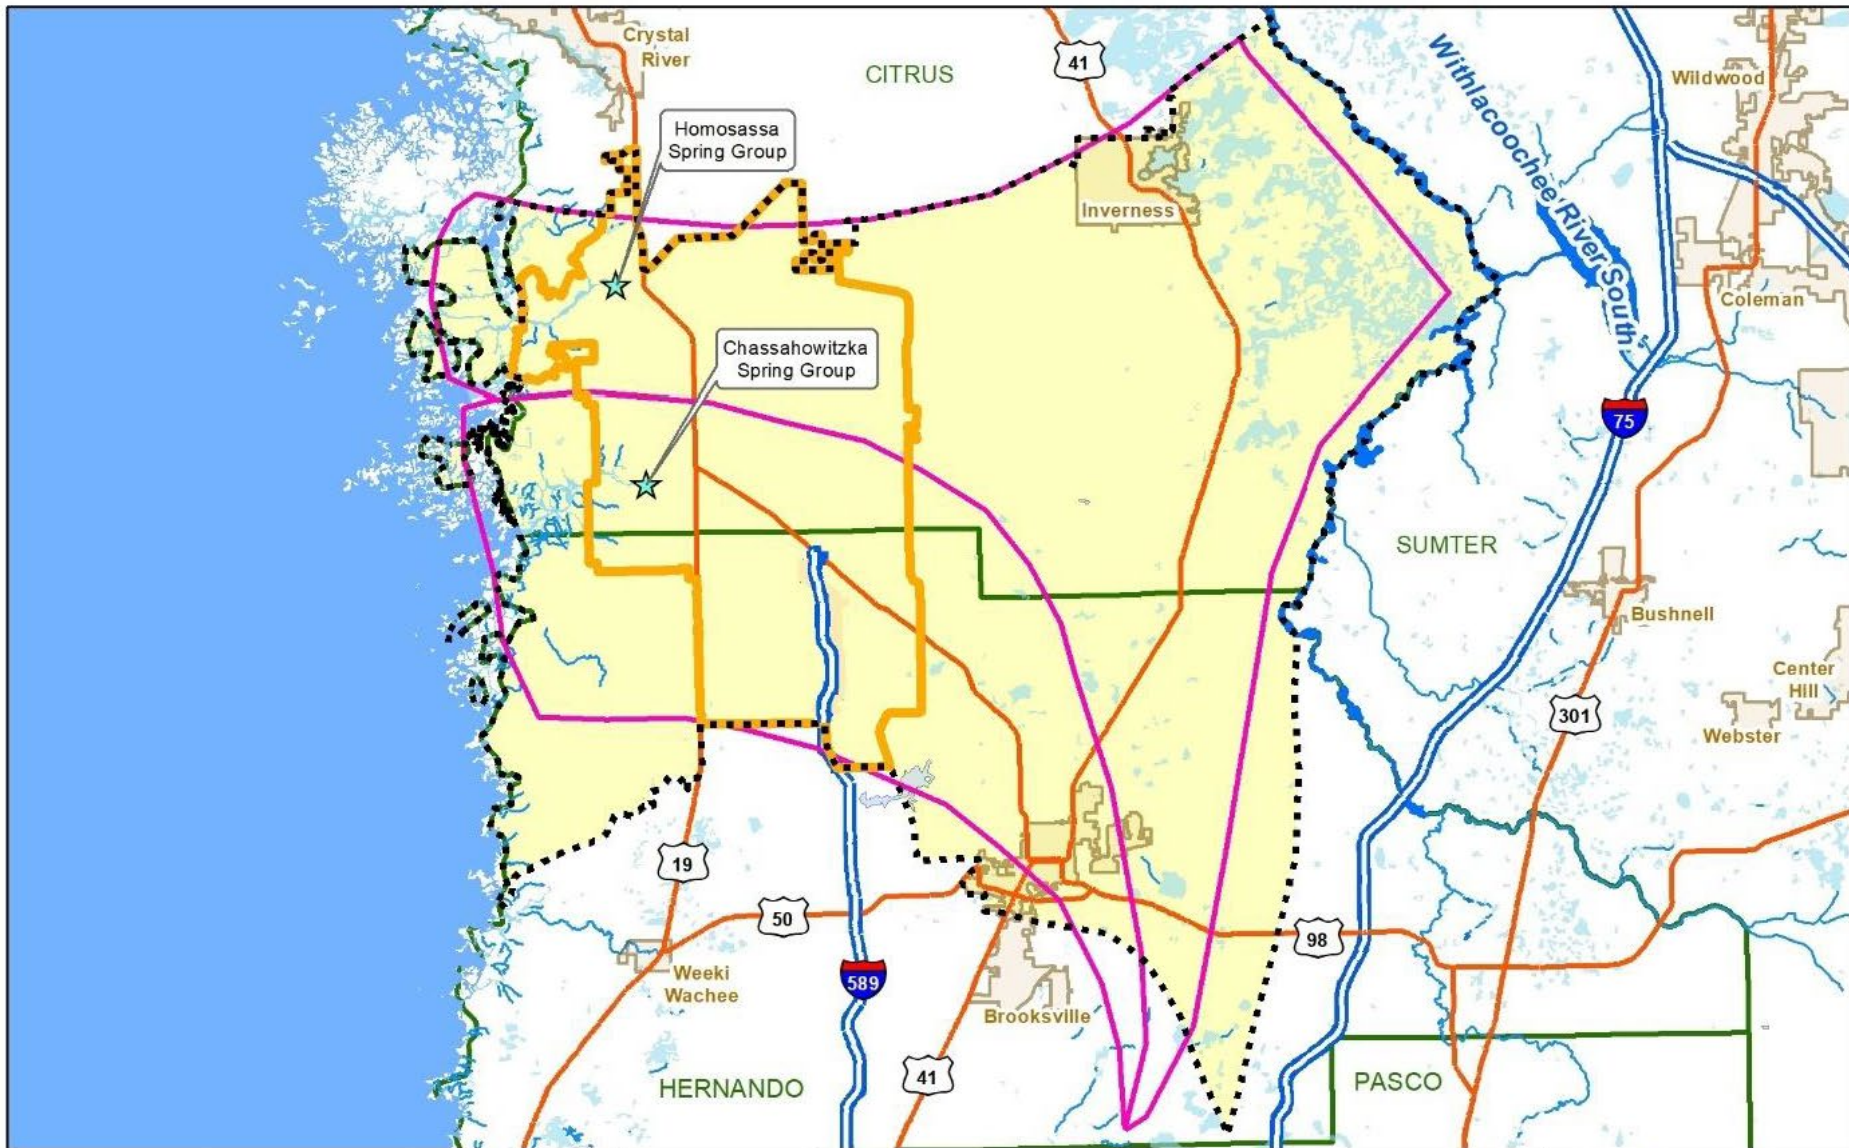 Crystal
River
CITRUS
41
Withlacoochee River South
Wildwood
Homosassa
Spring Group
Inverness
Coleman
Chassahowitzka
Spring Group
75
SUMTER
Bushnell
Center
Hill
301
Webster
19
50
98
Weeki
Wachee
589
Brooksville
41
HERNANDO
PASCO